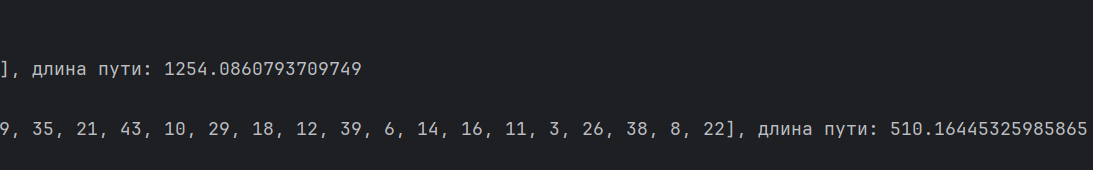 ], длина пути: 1254.0860793709749
9, 35, 21, 43, 10, 29, 18, 12, 39, 6, 14, 16, 11, 3, 26, 38, 8, 22], длина пути: 510.16445325985865